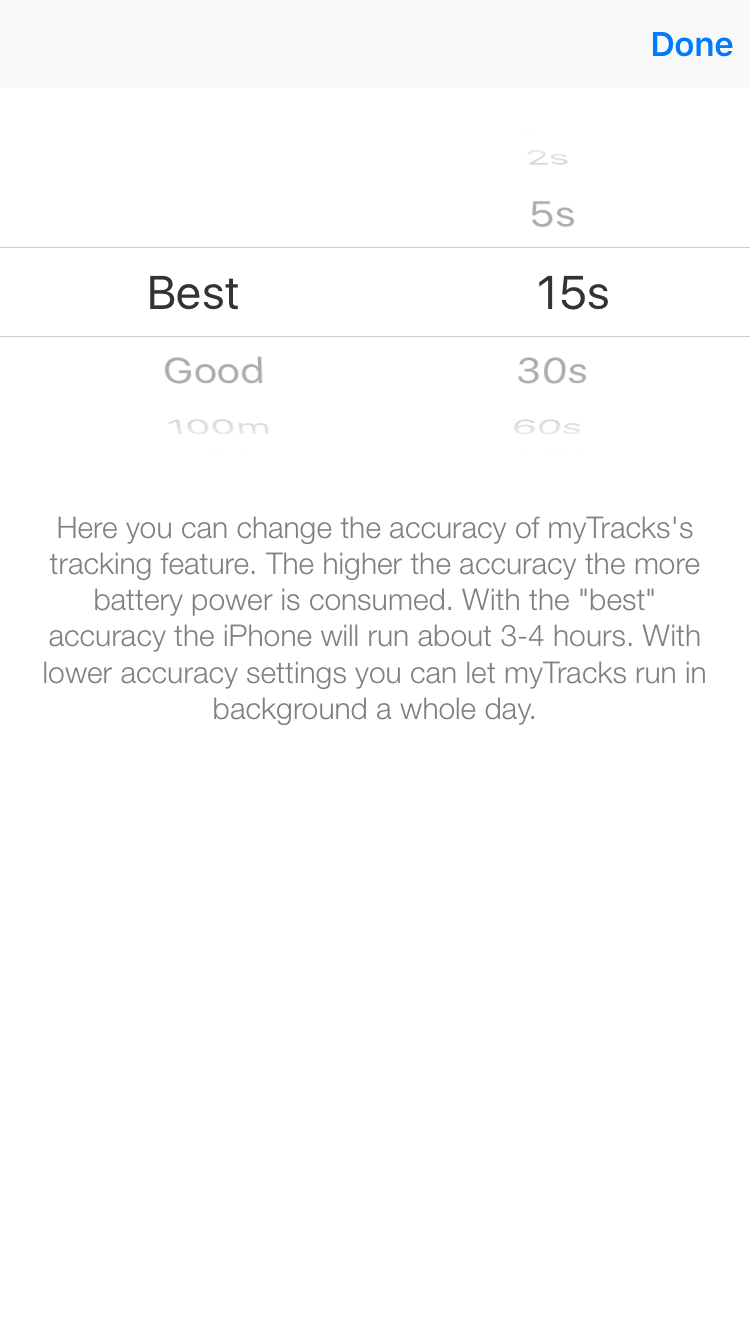 Done
2s
5s
Best 15s
Good 30s
100m 60s
Here you can change the accuracy of myTracks's
tracking feature. The higher the accuracy the more
battery power is consumed. With the "best"
accuracy the iPhone will run about 3-4 hours. With
lower accuracy settings you can let myTracks run in
background a whole day.